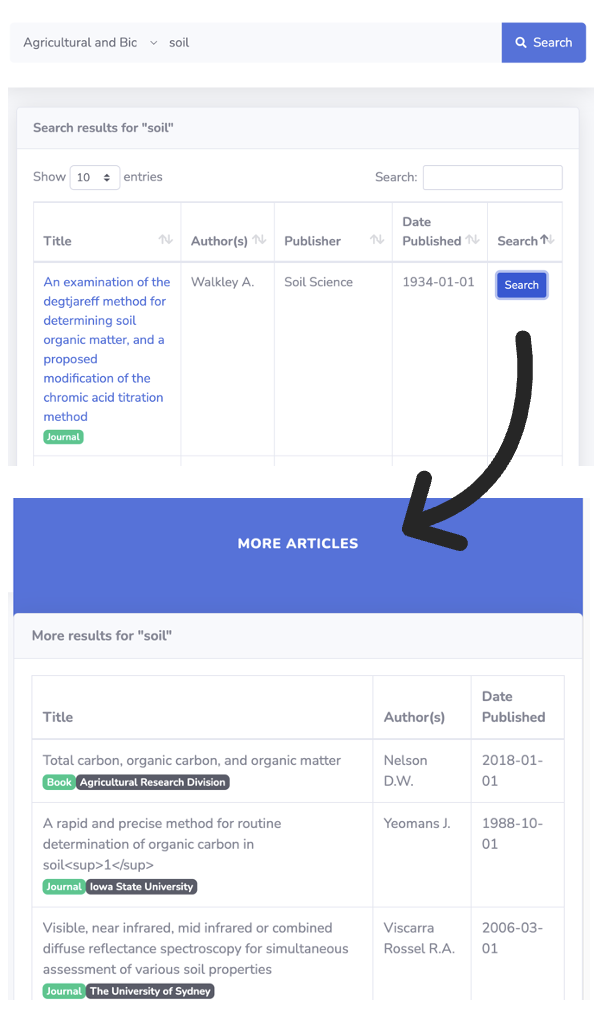 Agricultural and Bic soil Search
Search results for "soil"
Show 10 entries Search:
Date
Title Author(s) Publisher Published Search
An examination of the Walkley A. Soil Science 1934-01-01 Search
degtjareff method for
determining soil
organic matter, and a
proposed
modification of the
chromic acid titration
method
Journal
MORE ARTICLES
More results for "soil"
Date
Title Author(s) Published
Total carbon, organic carbon, and organic matter Nelson 2018-01-
Book Agricultural Research Division D.W. 01
A rapid and precise method for routine Yeomans J. 1988-10-
determination of organic carbon in 01
soil<sup>1</sup>
Journal Iowa State University
Visible, near infrared, mid infrared or combined Viscarra 2006-03-
diffuse reflectance spectroscopy for simultaneous Rossel R.A. 01
assessment of various soil properties
Journal The University of Sydney